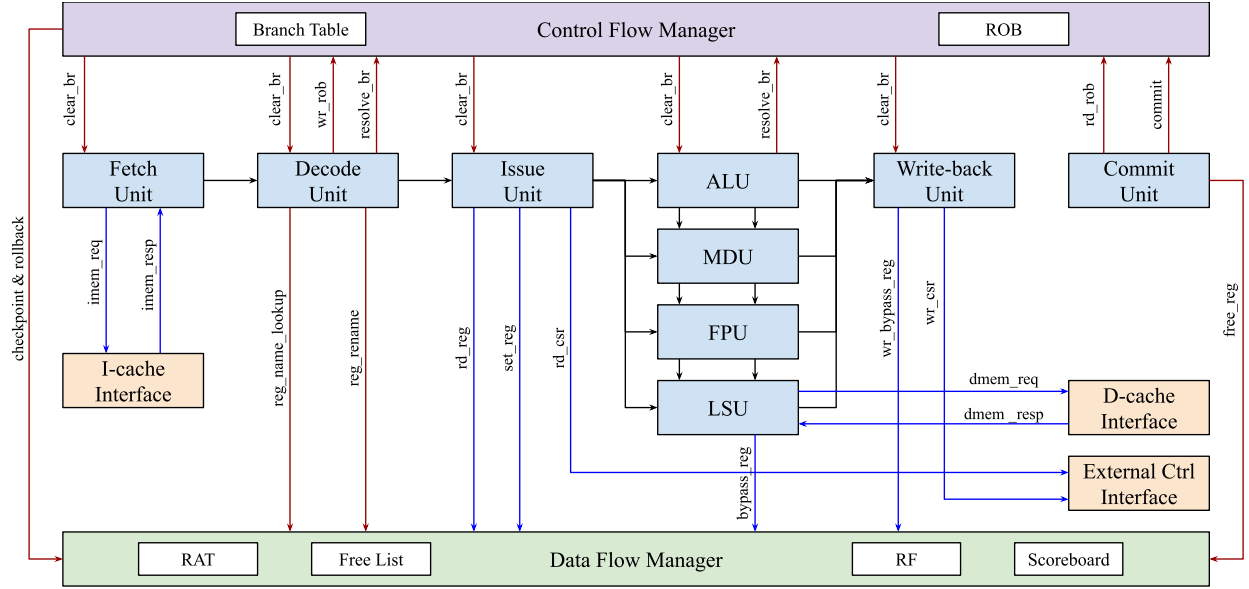 Branch Table
Control Flow Manager
ROB
clear_br
clear_br
wr_rob
resolve_br
clear_br
clear_br
resolve_br
clear_br
rd_rob
commit
Fetch
Unit
Decode
Unit
Issue
Unit
ALU
Write-back
Unit
Commit
Unit
MDU
FPU
LSU
checkpoint & rollback
imem_req
imem_resp
reg_name_lookup
reg_rename
rd_reg
set_reg
rd_csr
wr_bypass_reg
wr_csr
free_reg
I-cache
Interface
dmem_req
dmem _resp
D-cache
Interface
bypass_reg
External Ctrl
Interface
RAT
Free List
Data Flow Manager
RF
Scoreboard